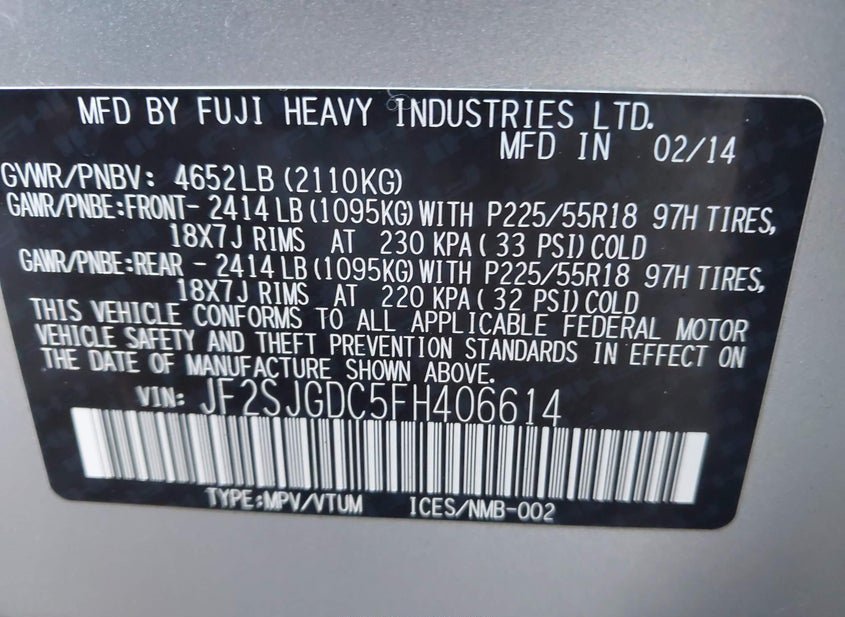 MFD BY FUJI HEAVY INDUSTRIES LTD.
MFD IN 02/14
GVWR/PNBV: 4652LB (2110KG)
GAWR/PNBE:FRONT- 2414 LB (1095KG) WITH P225/55R18 97H TIRES,
18X7J RIMS AT 230 KPA ( 33 PSI) COLD
GAWR/PNBE:REAR - 2414 LB (1095KG) WITH P225/55R18 97H TIRES,
18X7J RIMS AT 220 KPA ( 32 PSI) COLD
THIS VEHICLE CONFORMS TO ALL APPLICABLE FEDERAL MOTOR
VEHICLE SAFETY AND THEFT PREVENTION STANDARDS IN EFFECT ON
THE DATE OF MANUFACTURE SHOWN ABOVE.
VIN: JF2SJGDC5FH406614
TYPE:MPV/VTUM ICES/NMB-002